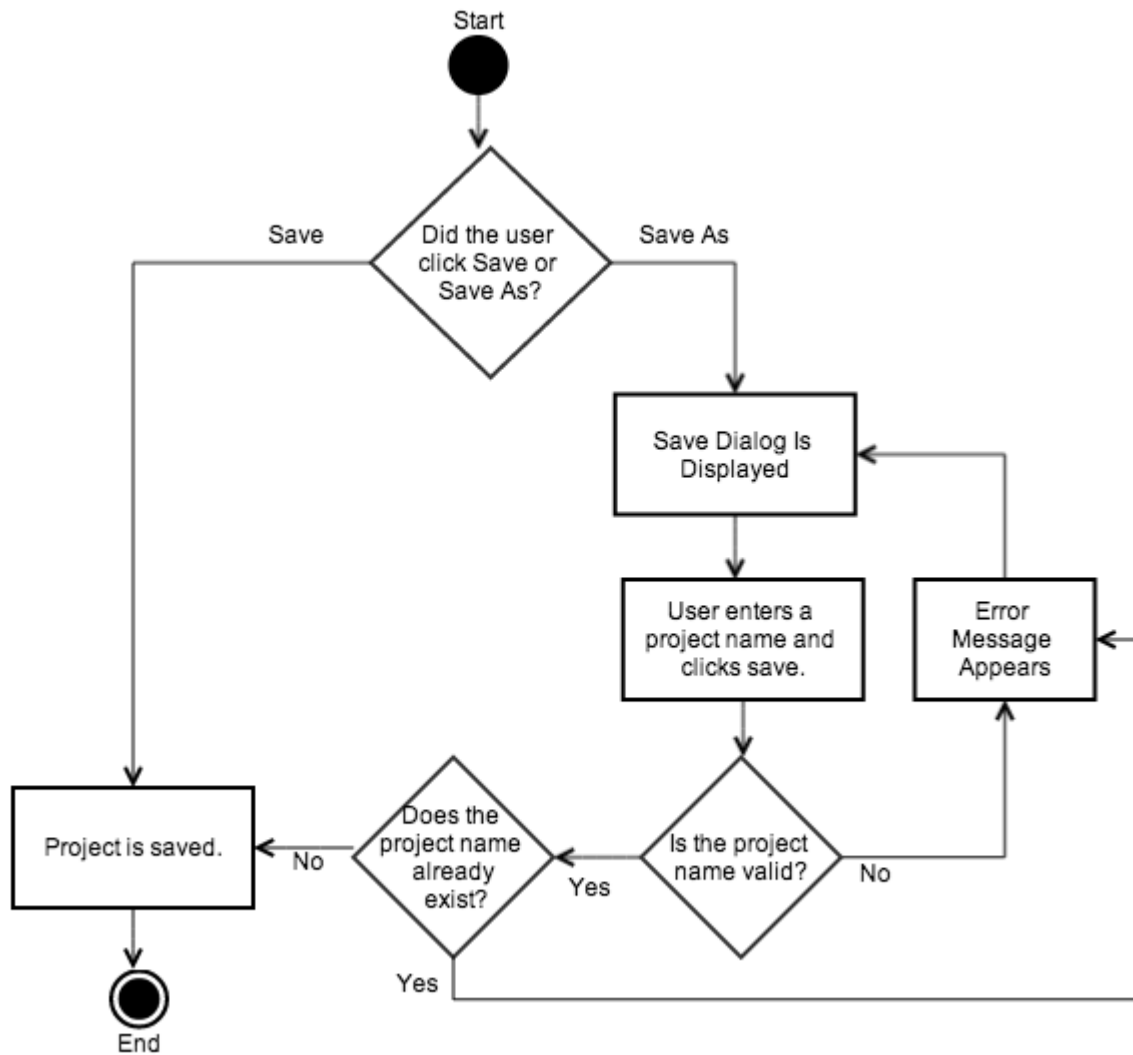 Start
Save
Did the user
click Save or
Save As?
Save As
Save Dialog Is
Displayed
User enters a
project name and
clicks save.
Error
Message
Appears
Project is saved.
No
Does the
project name
already
exist?
Yes
Is the project
name valid?
No
Yes
End